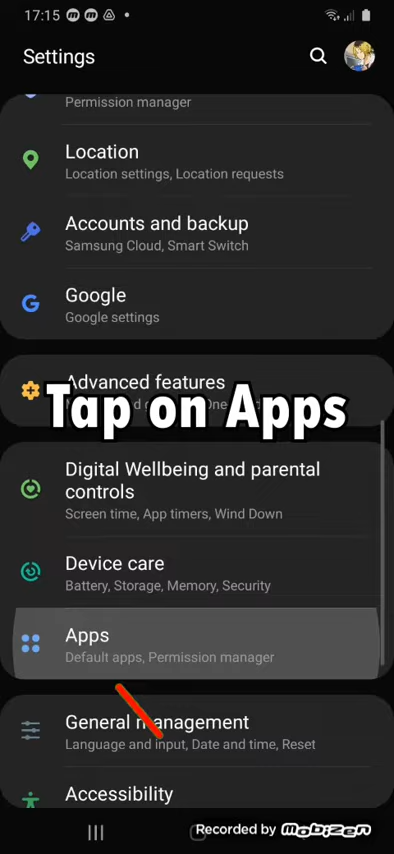 17:15
Settings
Permission manager
Location
Location settings, Location requests
Accounts and backup
Samsung Cloud, Smart Switch
Google
Google settings
Advanced features
Tap on Apps
Digital Wellbeing and parental
controls
Screen time, App timers, Wind Down
Device care
Battery, Storage, Memory, Security
Apps
Default apps, Permission manager
General management
Language and input, Date and time, Reset
Accessibility
Recorded by mobizen